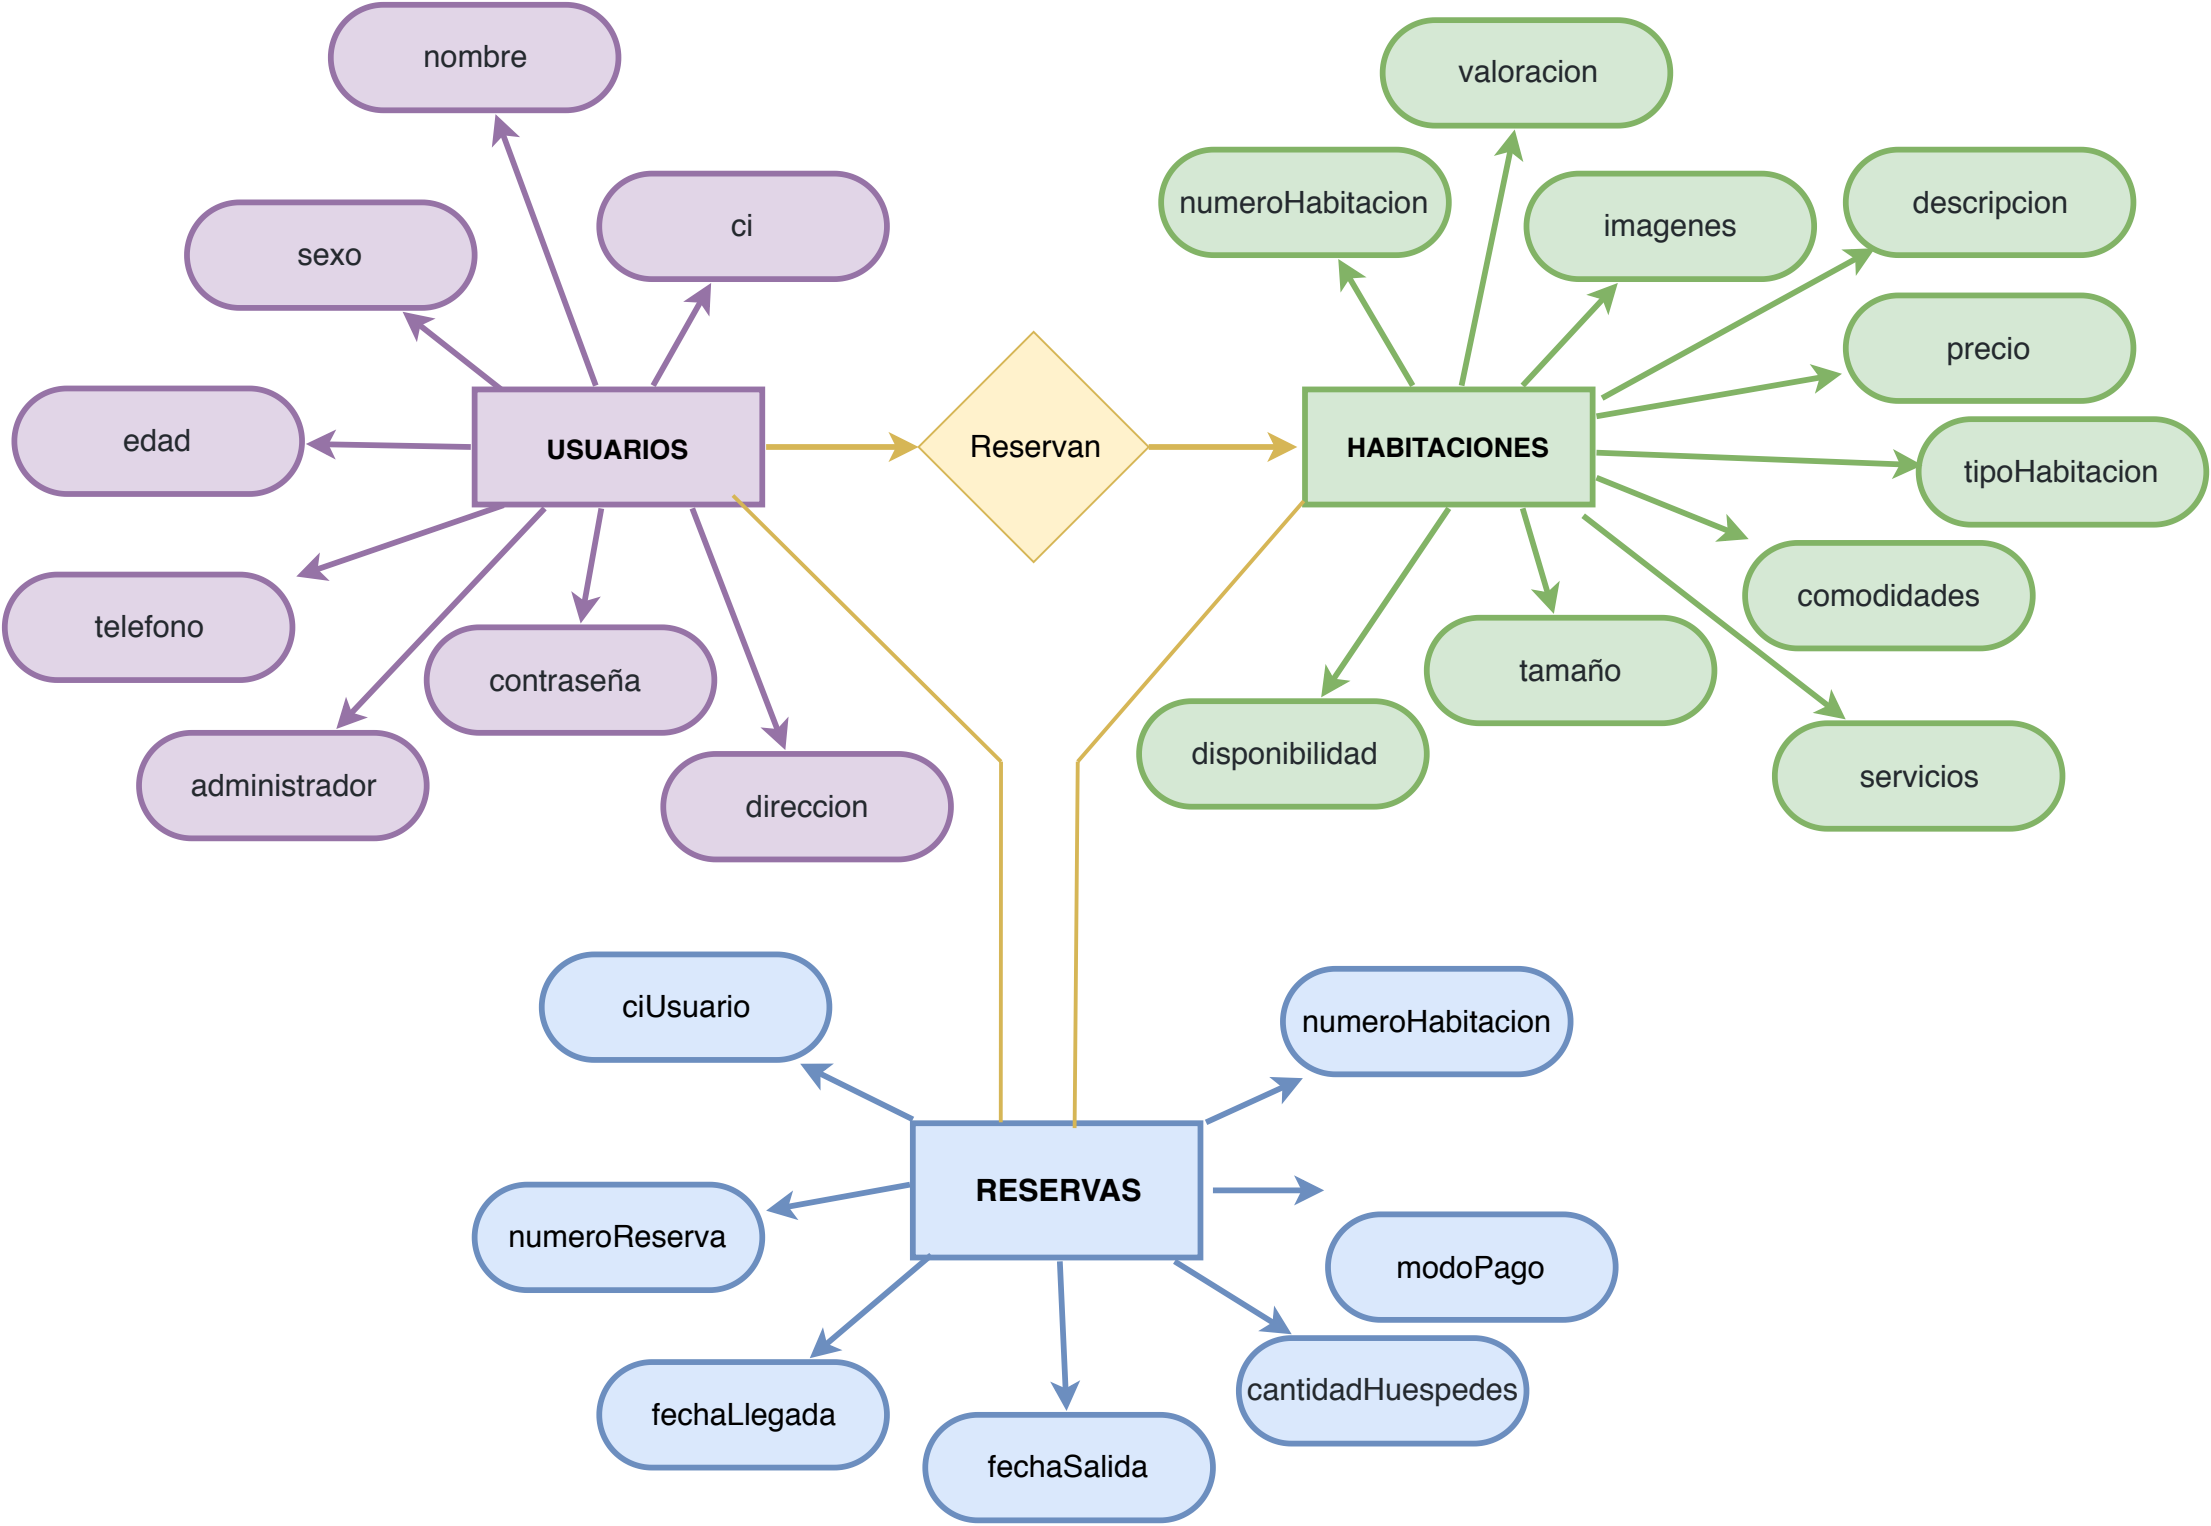 nombre
valoracion
numeroHabitacion
descripcion
sexo
ci
imagenes
precio
edad
USUARIOS
Reservan
HABITACIONES
tipoHabitacion
comodidades
telefono
contraseña
tamaño
disponibilidad
servicios
administrador
direccion
ciUsuario
numeroHabitacion
RESERVAS
numeroReserva
modoPago
cantidadHuespedes
fechaLlegada
fechaSalida